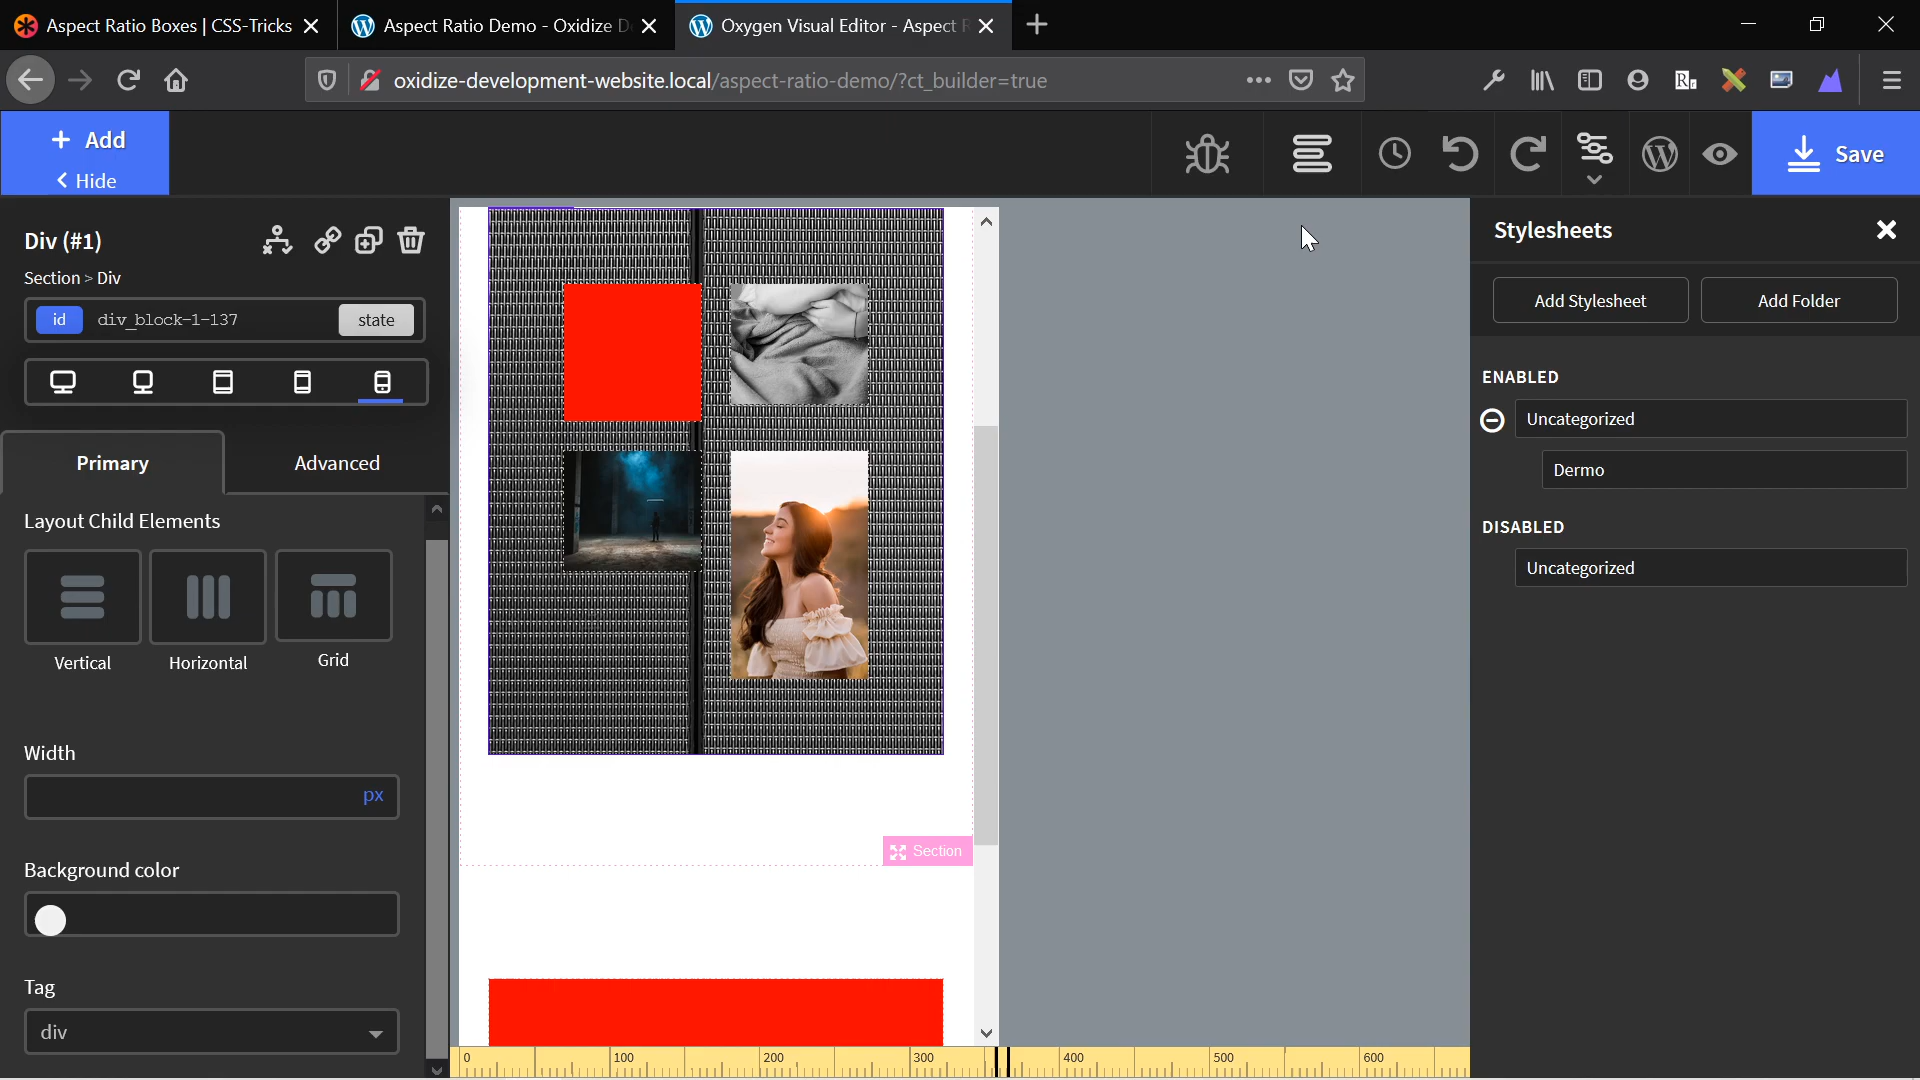 Aspect Ratio Boxes | CSS-Tricks
Aspect Ratio Demo - Oxidize D
Oxygen Visual Editor - Aspect R
oxidize-development-website.local/aspect-ratio-demo/?ct_builder=true
+ Add
< Hide
Save
Div (#1)
Section > Div
id div_block-1-137 state
Primary Advanced
Layout Child Elements
Vertical Horizontal Grid
Width
px
Background color
Tag
div
Section
0 100 200 300 400 500 600
Stylesheets
Add Stylesheet Add Folder
ENABLED
Uncategorized
Dermo
DISABLED
Uncategorized